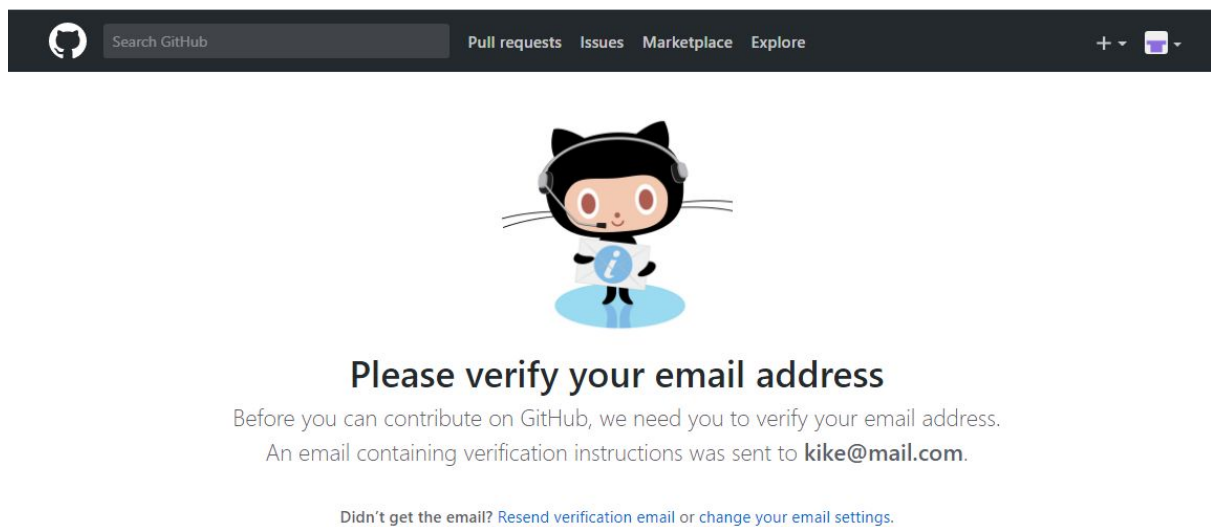 Search GitHub
Pull requests Issues Marketplace Explore
i
Please verify your email address
Before you can contribute on GitHub, we need you to verify your email address.
An email containing verification instructions was sent to kike@mail.com.
Didn't get the email? Resend verification email or change your email settings.